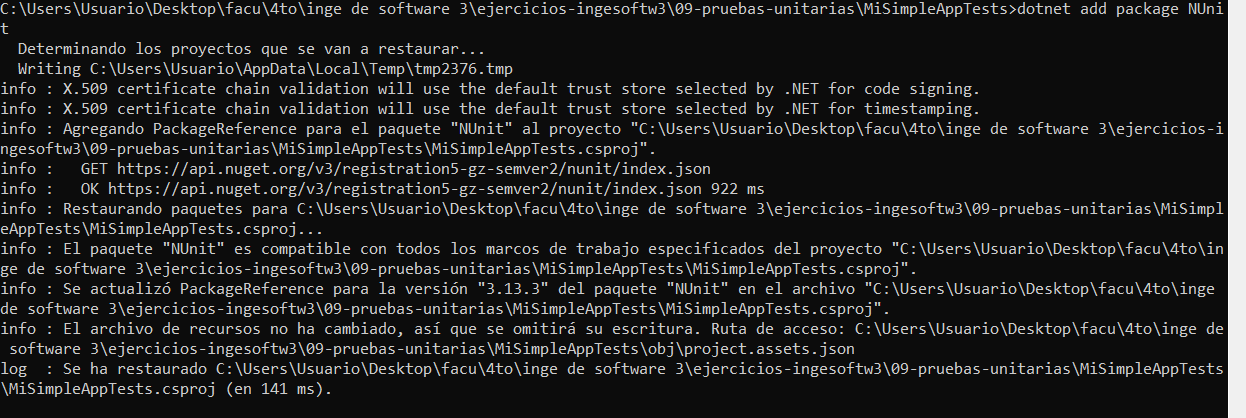 C:\Users\Usuario\Desktop\facu\4to\inge de software 3\ejercicios-ingesoftw3\09-pruebas-unitarias\MiSimpleAppTests>dotnet add package NUni
t
  Determinando los proyectos que se van a restaurar...
  Writing C:\Users\Usuario\AppData\Local\Temp\tmp2376.tmp
info : X.509 certificate chain validation will use the default trust store selected by .NET for code signing.
info : X.509 certificate chain validation will use the default trust store selected by .NET for timestamping.
info : Agregando PackageReference para el paquete "NUnit" al proyecto "C:\Users\Usuario\Desktop\facu\4to\inge de software 3\ejercicios-i
ngesoftw3\09-pruebas-unitarias\MiSimpleAppTests\MiSimpleAppTests.csproj".
info :   GET https://api.nuget.org/v3/registration5-gz-semver2/nunit/index.json
info :   OK https://api.nuget.org/v3/registration5-gz-semver2/nunit/index.json 922 ms
info : Restaurando paquetes para C:\Users\Usuario\Desktop\facu\4to\inge de software 3\ejercicios-ingesoftw3\09-pruebas-unitarias\MiSimpl
eAppTests\MiSimpleAppTests.csproj...
info : El paquete "NUnit" es compatible con todos los marcos de trabajo especificados del proyecto "C:\Users\Usuario\Desktop\facu\4to\in
ge de software 3\ejercicios-ingesoftw3\09-pruebas-unitarias\MiSimpleAppTests\MiSimpleAppTests.csproj".
info : Se actualizó PackageReference para la versión "3.13.3" del paquete "NUnit" en el archivo "C:\Users\Usuario\Desktop\facu\4to\inge
de software 3\ejercicios-ingesoftw3\09-pruebas-unitarias\MiSimpleAppTests\MiSimpleAppTests.csproj".
info : El archivo de recursos no ha cambiado, así que se omitirá su escritura. Ruta de acceso: C:\Users\Usuario\Desktop\facu\4to\inge de
 software 3\ejercicios-ingesoftw3\09-pruebas-unitarias\MiSimpleAppTests\obj\project.assets.json
log  : Se ha restaurado C:\Users\Usuario\Desktop\facu\4to\inge de software 3\ejercicios-ingesoftw3\09-pruebas-unitarias\MiSimpleAppTests
\MiSimpleAppTests.csproj (en 141 ms).